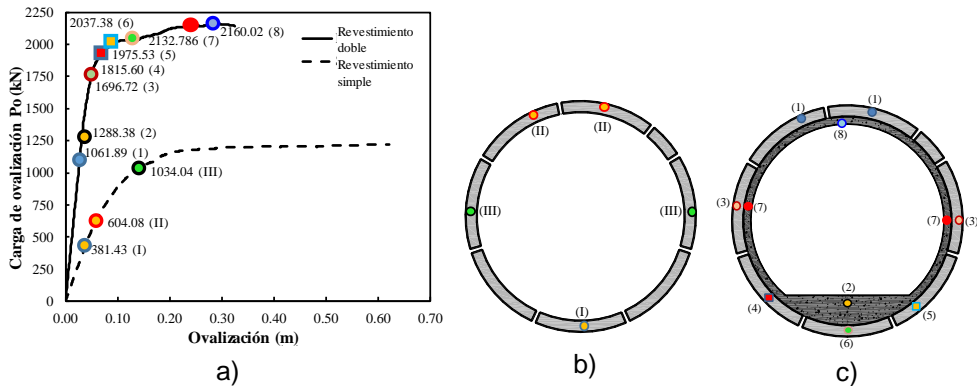 Carga de ovalización Po (kN)
2250
2000
1750
1500
1250
1000
750
500
250
0
0.00 0.10 0.20 0.30 0.40 0.50 0.60 0.70
Ovalización (m)
2037.38 (6)
2132.786 (7)
2160.02 (8)
1975.53 (5)
1815.60 (4)
1696.72 (3)
1288.38 (2)
1061.89 (1)
1034.04 (III)
604.08 (II)
381.43 (I)
Revestimiento
doble
Revestimiento
simple
a)
(II) (II)
(III) (III)
(I)
b)
(1) (1)
(8)
(3) (7) (7) (3)
(2)
(4) (5)
(6)
c)